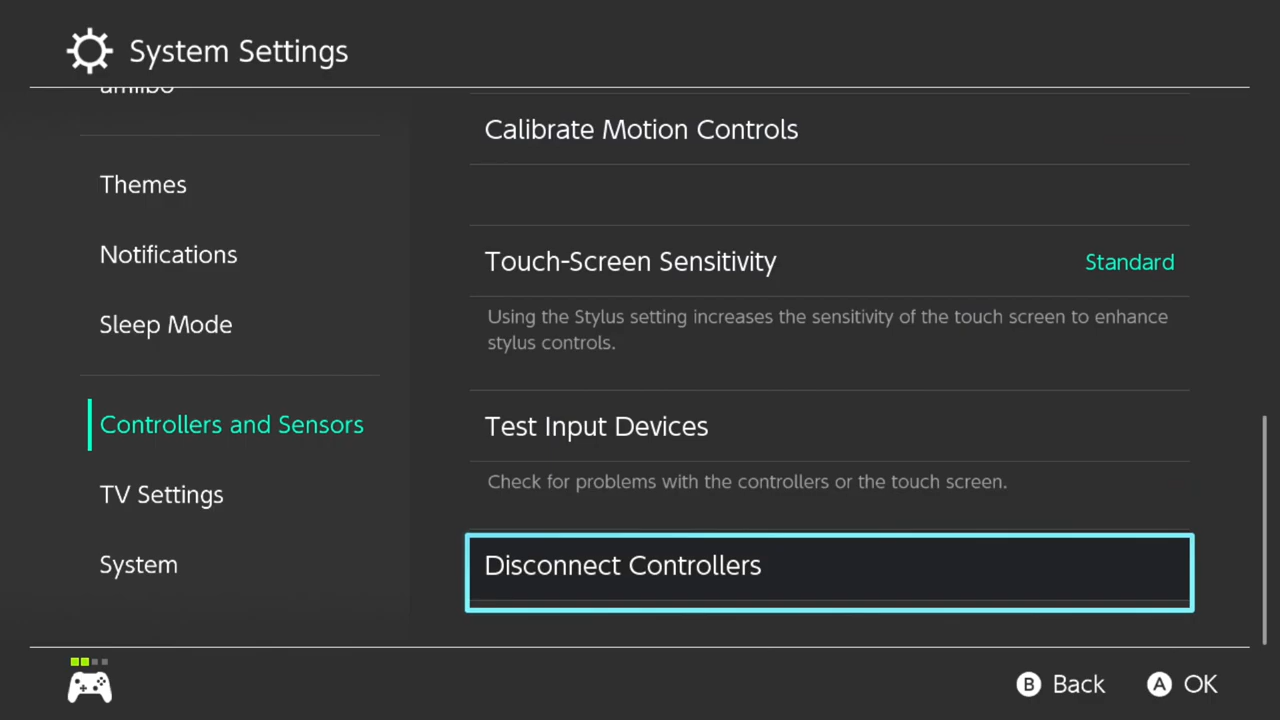 System Settings
amiibo
Themes
Notifications
Sleep Mode
Controllers and Sensors
TV Settings
System
Calibrate Motion Controls
Touch-Screen Sensitivity Standard
Using the Stylus setting increases the sensitivity of the touch screen to enhance
stylus controls.
Test Input Devices
Check for problems with the controllers or the touch screen.
Disconnect Controllers
B Back A OK